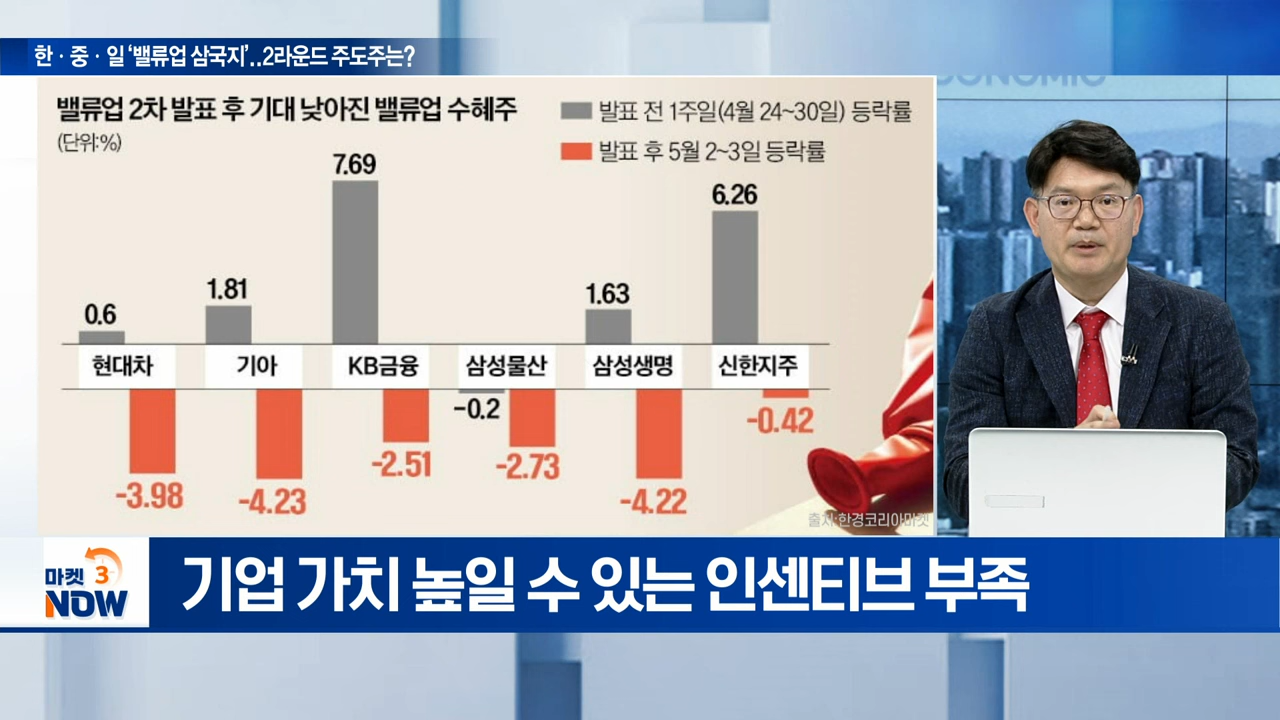 한·중·일 '밸류업 삼국지'..2라운드 주도주는?
ECONOMIC
밸류업 2차 발표 후 기대 낮아진 밸류업 수혜주
(단위:%)
발표 전 1주일(4월 24~30일) 등락률
발표 후 5월 2~3일 등락률
0.6
1.81
7.69
1.63
6.26
현대차
기아
KB금융
삼성물산
삼성생명
신한지주
-3.98
-4.23
-2.51
-0.2
-2.73
-4.22
-0.42
출처:한경코리아마켓
마켓 3
NOW
기업 가치 높일 수 있는 인센티브 부족